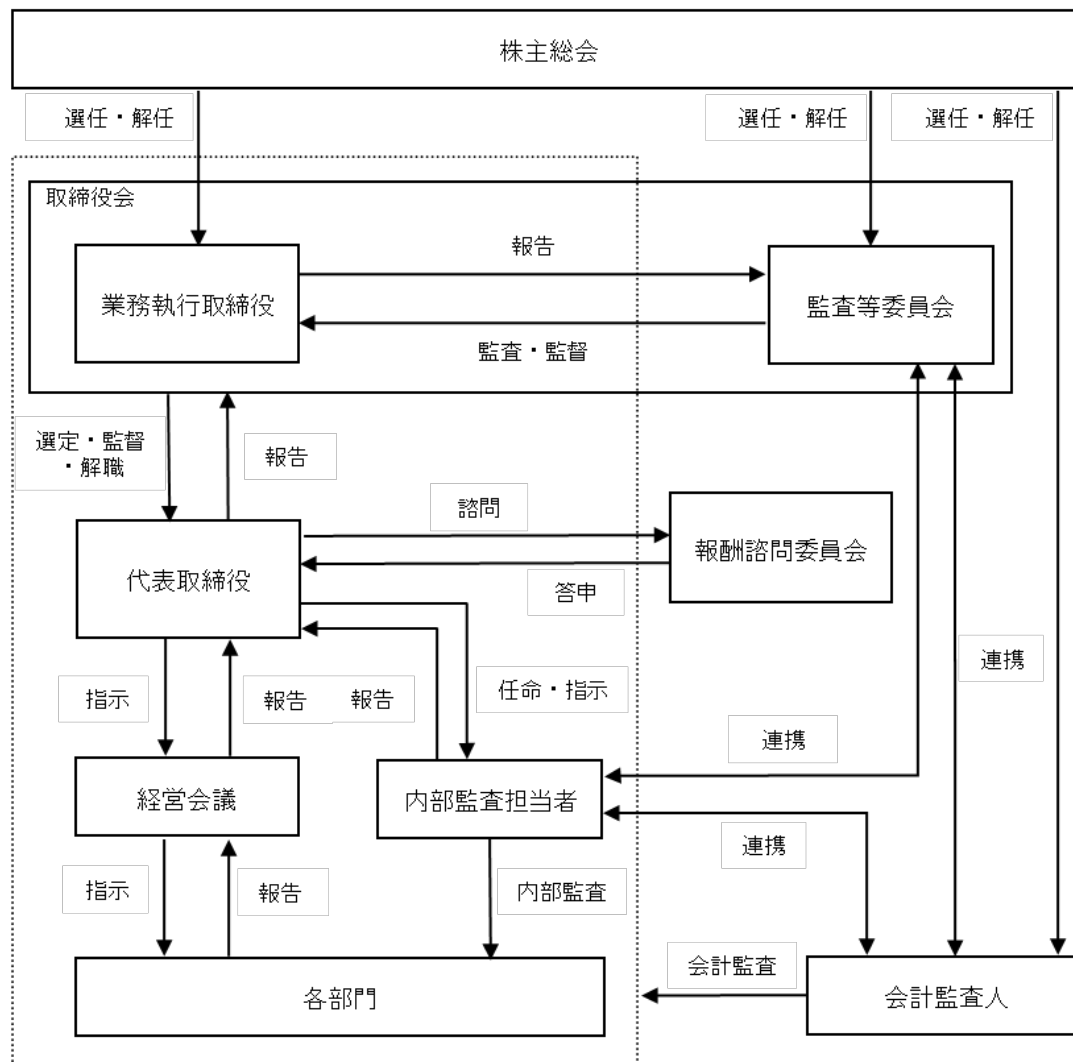 株主総会
選任・解任
選任・解任
選任・解任
取締役会
業務執行取締役
報告
監査等委員会
監査・監督
選定・監督
・解職
報告
諮問
報酬諮問委員会
代表取締役
答申
連携
指示
報告
報告
任命・指示
連携
経営会議
内部監査担当者
連携
指示
報告
内部監査
会計監査
各部門
会計監査人